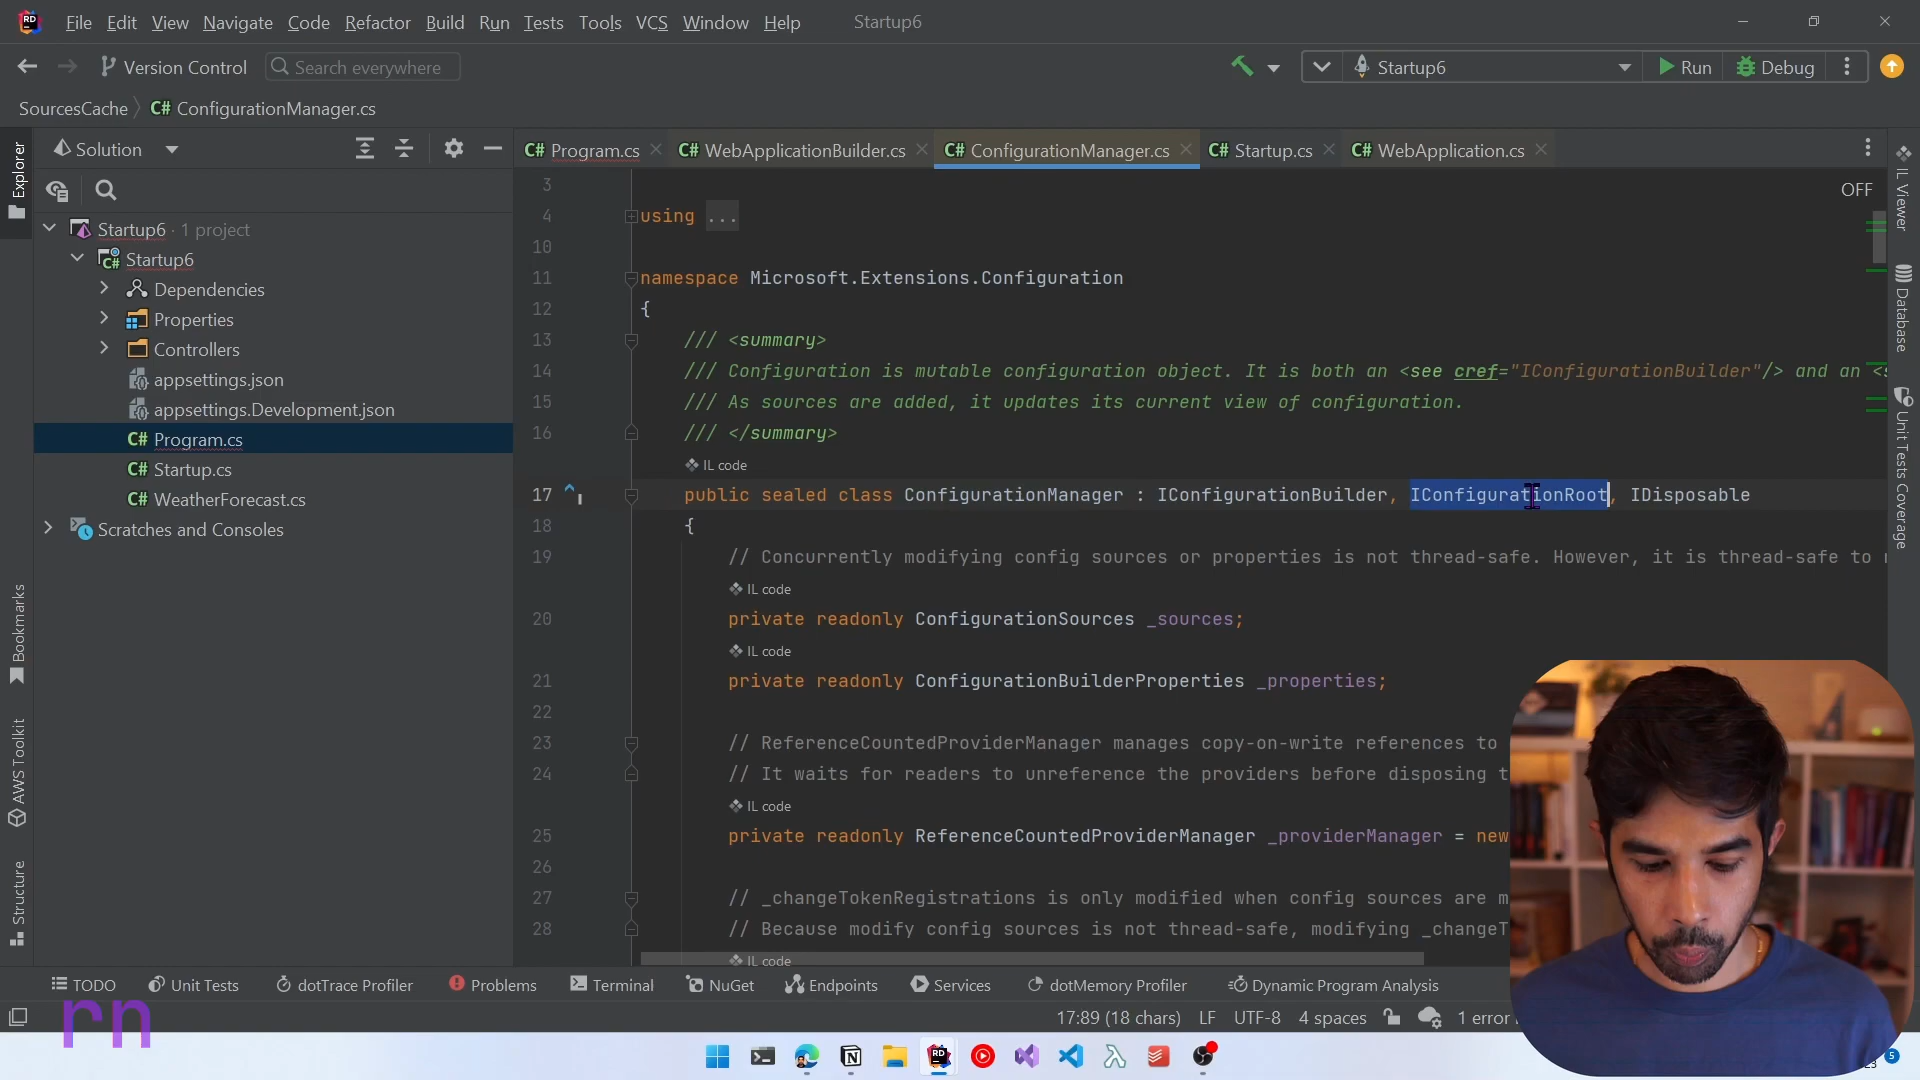 File Edit View Navigate Code Refactor Build Run Tests Tools VCS Window Help Startup6
Version Control Search everywhere Startup6 Run Debug
SourcesCache C# ConfigurationManager.cs
Solution
C# Program.cs C# WebApplicationBuilder.cs C# ConfigurationManager.cs C# Startup.cs C# WebApplication.cs
Explorer
Bookmarks
AWS Toolkit
Structure
IL Viewer
Database
Unit Tests Coverage
OFF
Startup6 · 1 project
C# Startup6
Dependencies
Properties
Controllers
appsettings.json
appsettings.Development.json
C# Program.cs
C# Startup.cs
C# WeatherForecast.cs
Scratches and Consoles
3
4 using ...
10
11 namespace Microsoft.Extensions.Configuration
12 {
13 /// <summary>
14 /// Configuration is mutable configuration object. It is both an <see cref="IConfigurationBuilder"/> and an <
15 /// As sources are added, it updates its current view of configuration.
16 /// </summary>
IL code
17 public sealed class ConfigurationManager : IConfigurationBuilder, IConfigurationRoot, IDisposable
18 {
19 // Concurrently modifying config sources or properties is not thread-safe. However, it is thread-safe to
IL code
20 private readonly ConfigurationSources _sources;
IL code
21 private readonly ConfigurationBuilderProperties _properties;
22
23 // ReferenceCountedProviderManager manages copy-on-write references to
24 // It waits for readers to unreference the providers before disposing t
IL code
25 private readonly ReferenceCountedProviderManager _providerManager = new
26
27 // _changeTokenRegistrations is only modified when config sources are m
28 // Because modify config sources is not thread-safe, modifying _changeT
IL code
TODO Unit Tests dotTrace Profiler Problems Terminal NuGet Endpoints Services dotMemory Profiler Dynamic Program Analysis
rn
17:89 (18 chars) LF UTF-8 4 spaces 1 error
RD
5
23